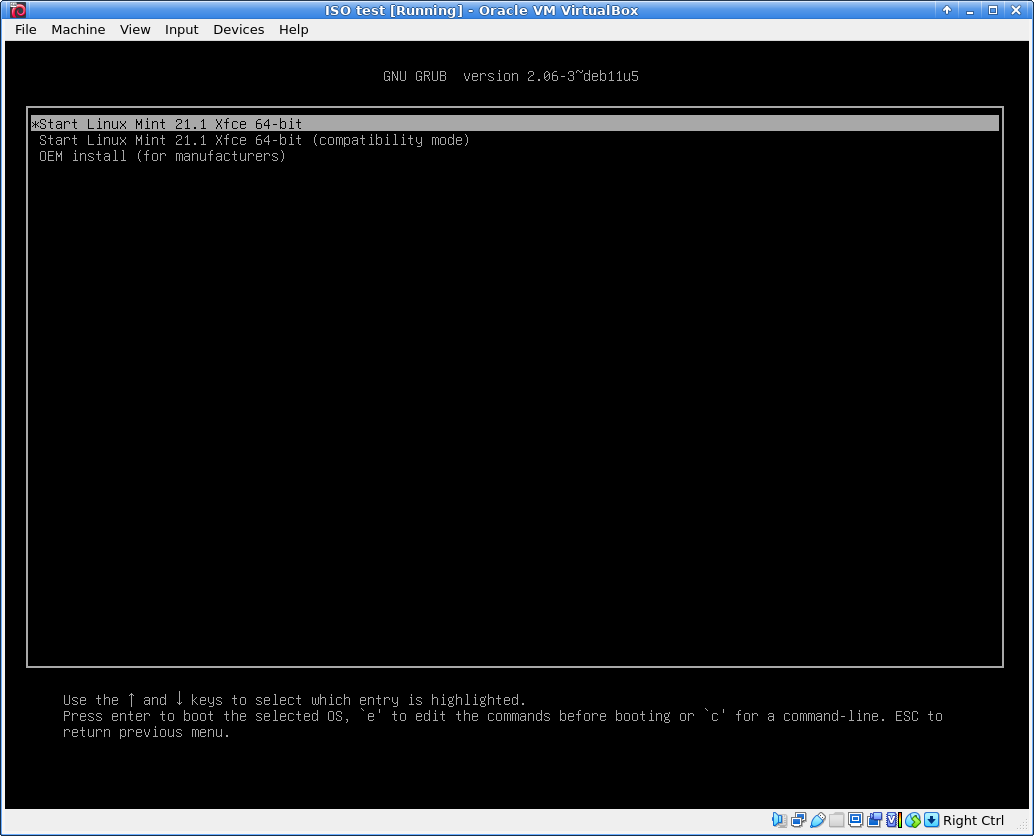 ISO test [Running] - Oracle VM VirtualBox
File Machine View Input Devices Help
GNU GRUB  version 2.06-3~deb11u5
*Start Linux Mint 21.1 Xfce 64-bit
Start Linux Mint 21.1 Xfce 64-bit (compatibility mode)
OEM install (for manufacturers)
Use the ↑ and ↓ keys to select which entry is highlighted.
Press enter to boot the selected OS, `e' to edit the commands before booting or `c' for a command-line. ESC to
return previous menu.
Right Ctrl